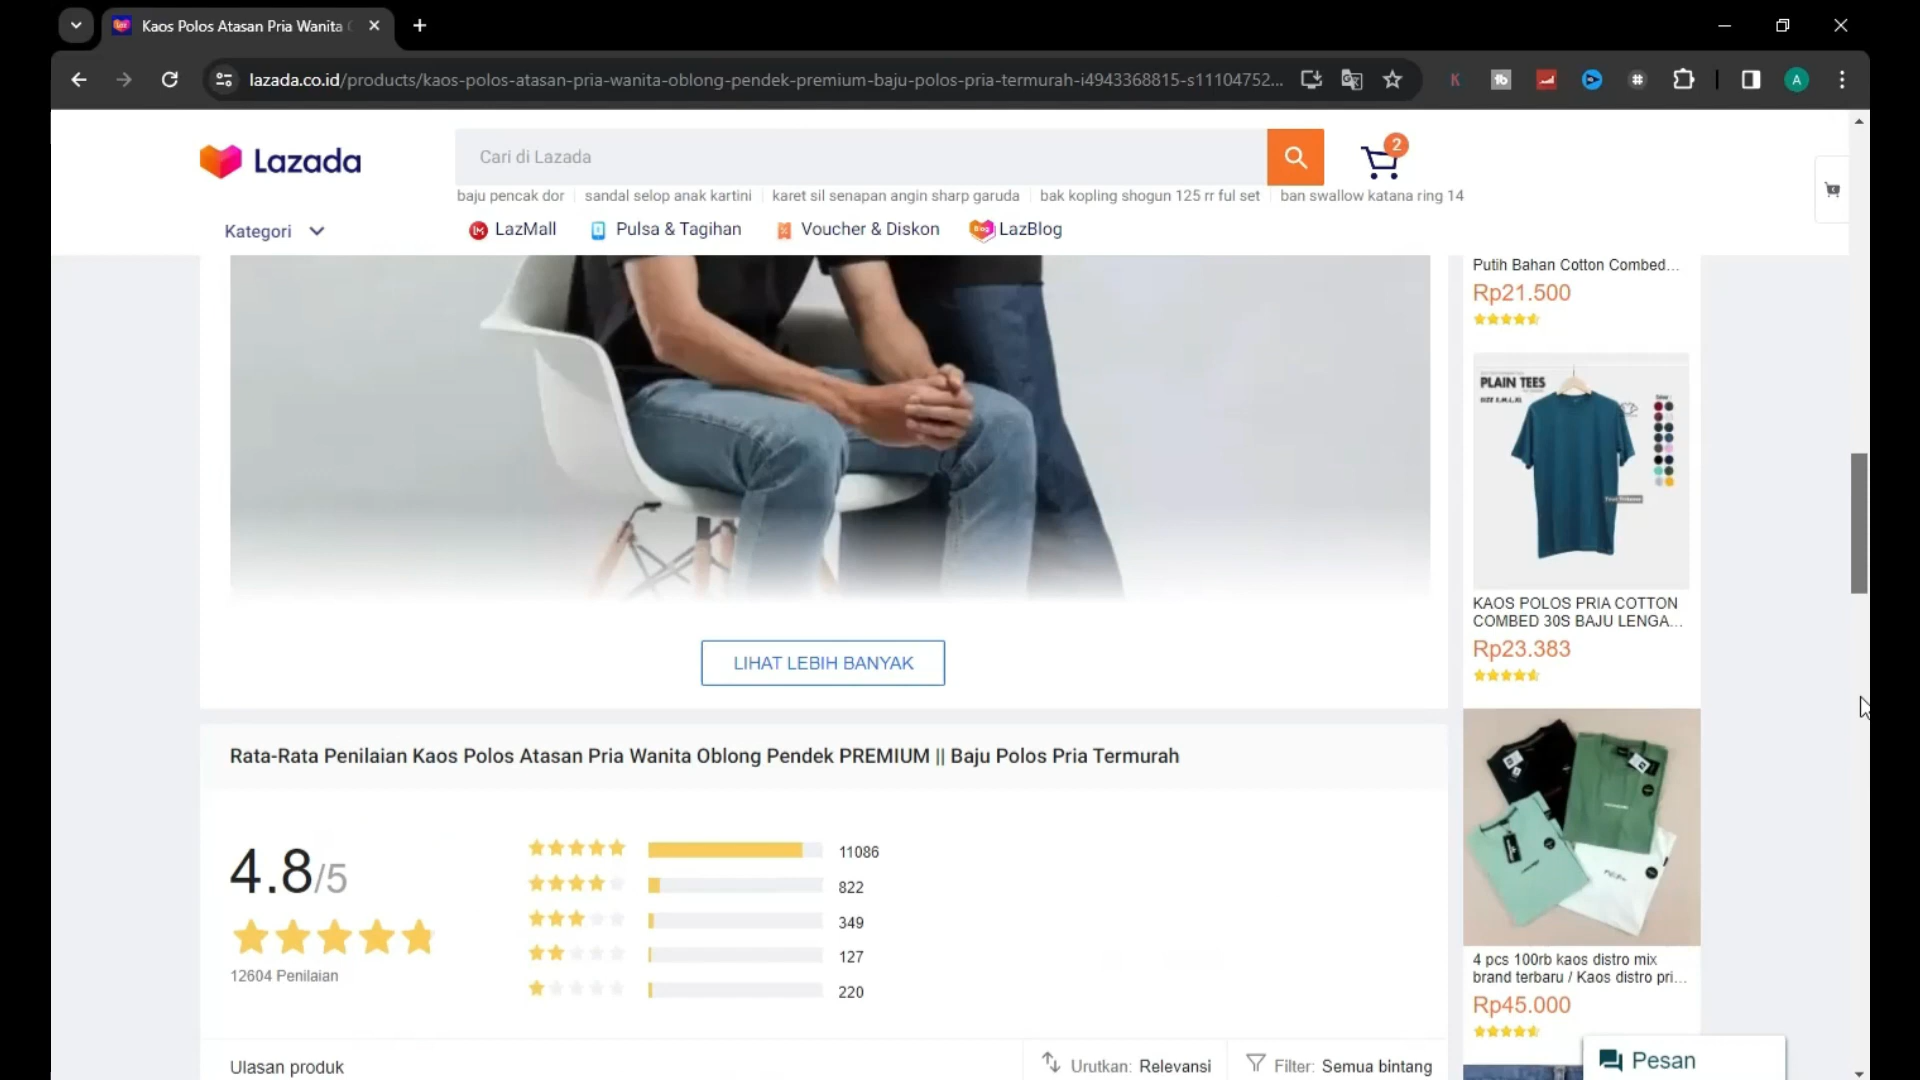 Kaos Polos Atasan Pria Wanita
lazada.co.id/products/kaos-polos-atasan-pria-wanita-oblong-pendek-premium-baju-polos-pria-termurah-i4943368815-s11104752...
Lazada
Cari di Lazada
2
baju pencak dor
sandal selop anak kartini
karet sil senapan angin sharp garuda
bak kopling shogun 125 rr ful set
ban swallow katana ring 14
Kategori
LazMall
Pulsa & Tagihan
Voucher & Diskon
LazBlog
Putih Bahan Cotton Combed...
Rp21.500
PLAIN TEES
SIZE S.M.L.XL
KAOS POLOS PRIA COTTON
COMBED 30S BAJU LENGA...
Rp23.383
LIHAT LEBIH BANYAK
Rata-Rata Penilaian Kaos Polos Atasan Pria Wanita Oblong Pendek PREMIUM || Baju Polos Pria Termurah
4.8/5
12604 Penilaian
11086
822
349
127
220
4 pcs 100rb kaos distro mix
brand terbaru / Kaos distro pri...
Rp45.000
Ulasan produk
Urutkan: Relevansi
Filter: Semua bintang
Pesan